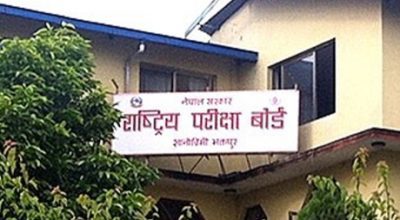 नेपाल सरकार
राष्ट्रिय परीक्षा बोर्ड
सानोठिमी भक्तपुर